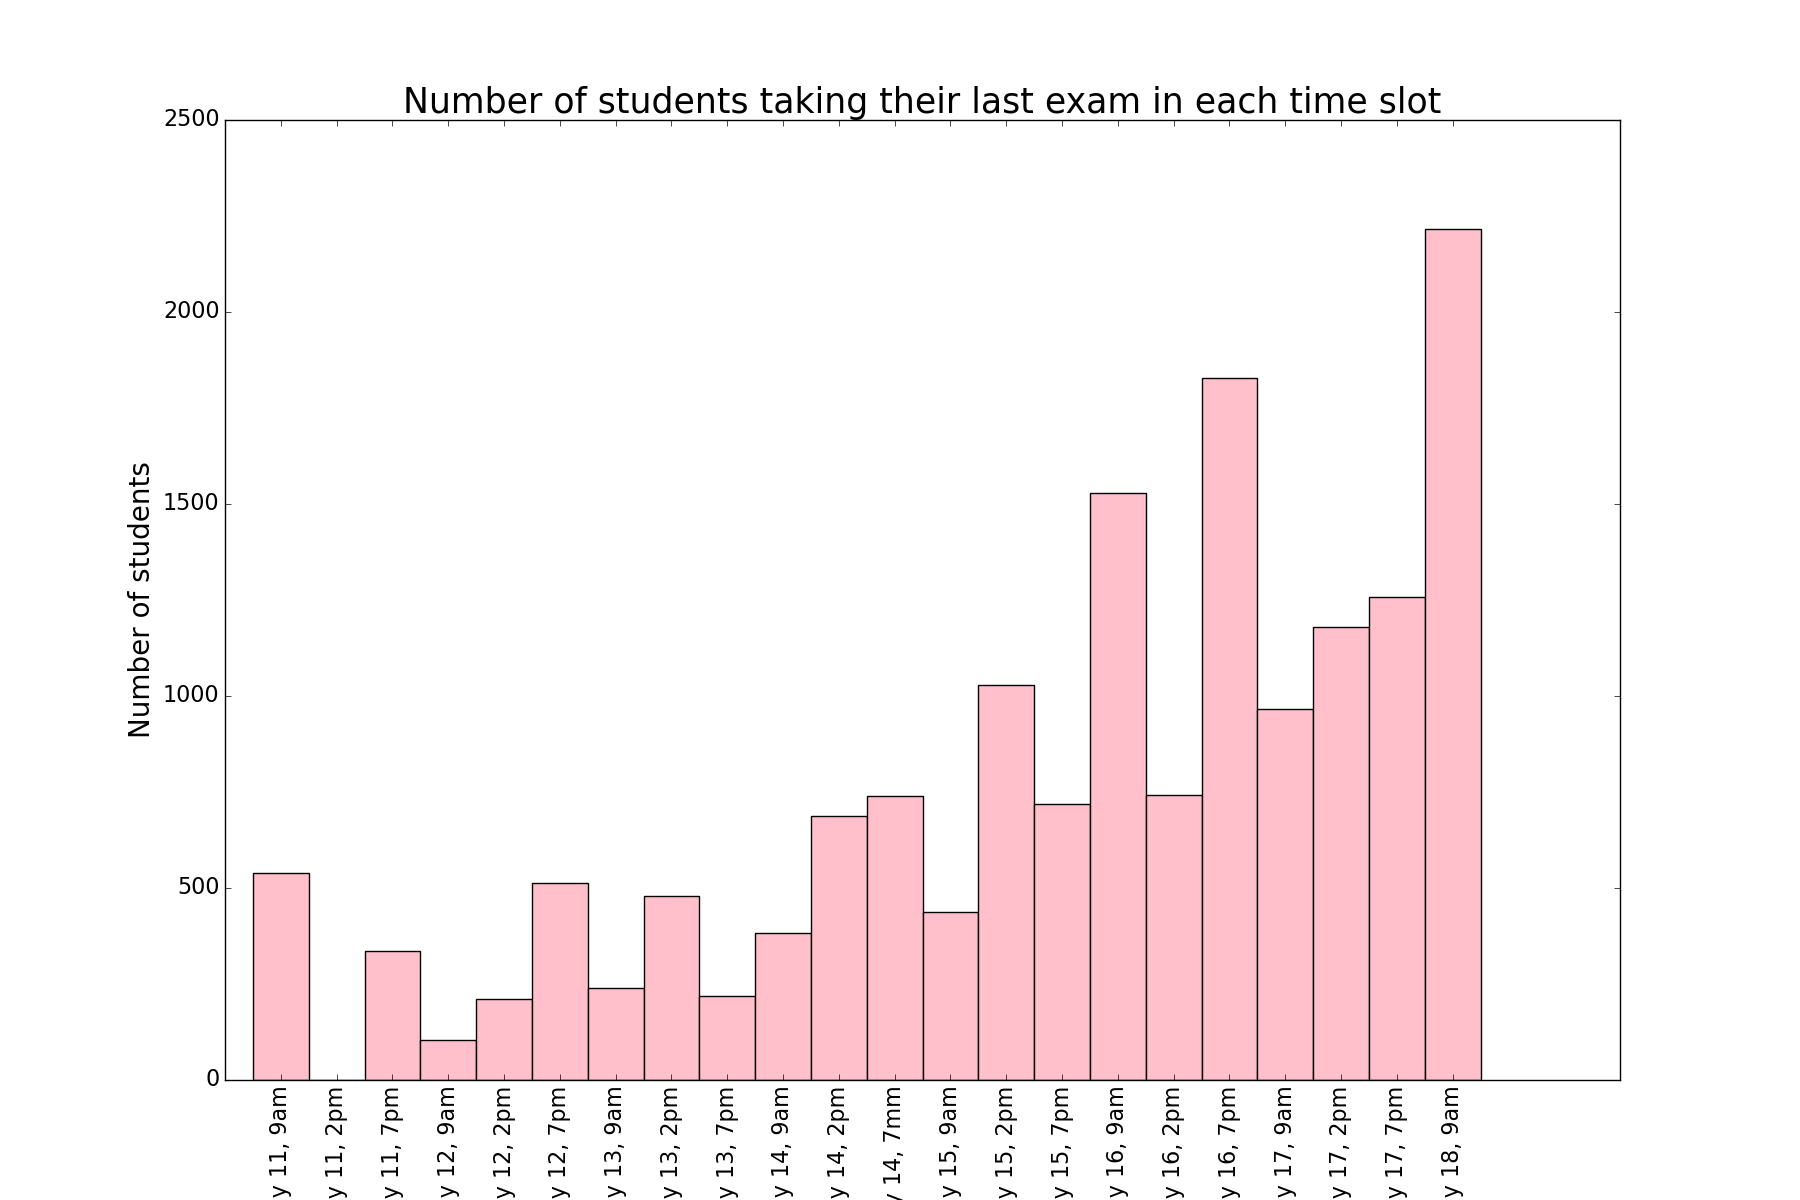 Number of students taking their last exam in each time slot
2500
2000
1500
1000
500
0
Number of students
y 11, 9am
y 11, 2pm
y 11, 7pm
y 12, 9am
y 12, 2pm
y 12, 7pm
y 13, 9am
y 13, 2pm
y 13, 7pm
y 14, 9am
y 14, 2pm
y 14, 7mm
y 15, 9am
y 15, 2pm
y 15, 7pm
y 16, 9am
y 16, 2pm
y 16, 7pm
y 17, 9am
y 17, 2pm
y 17, 7pm
y 18, 9am